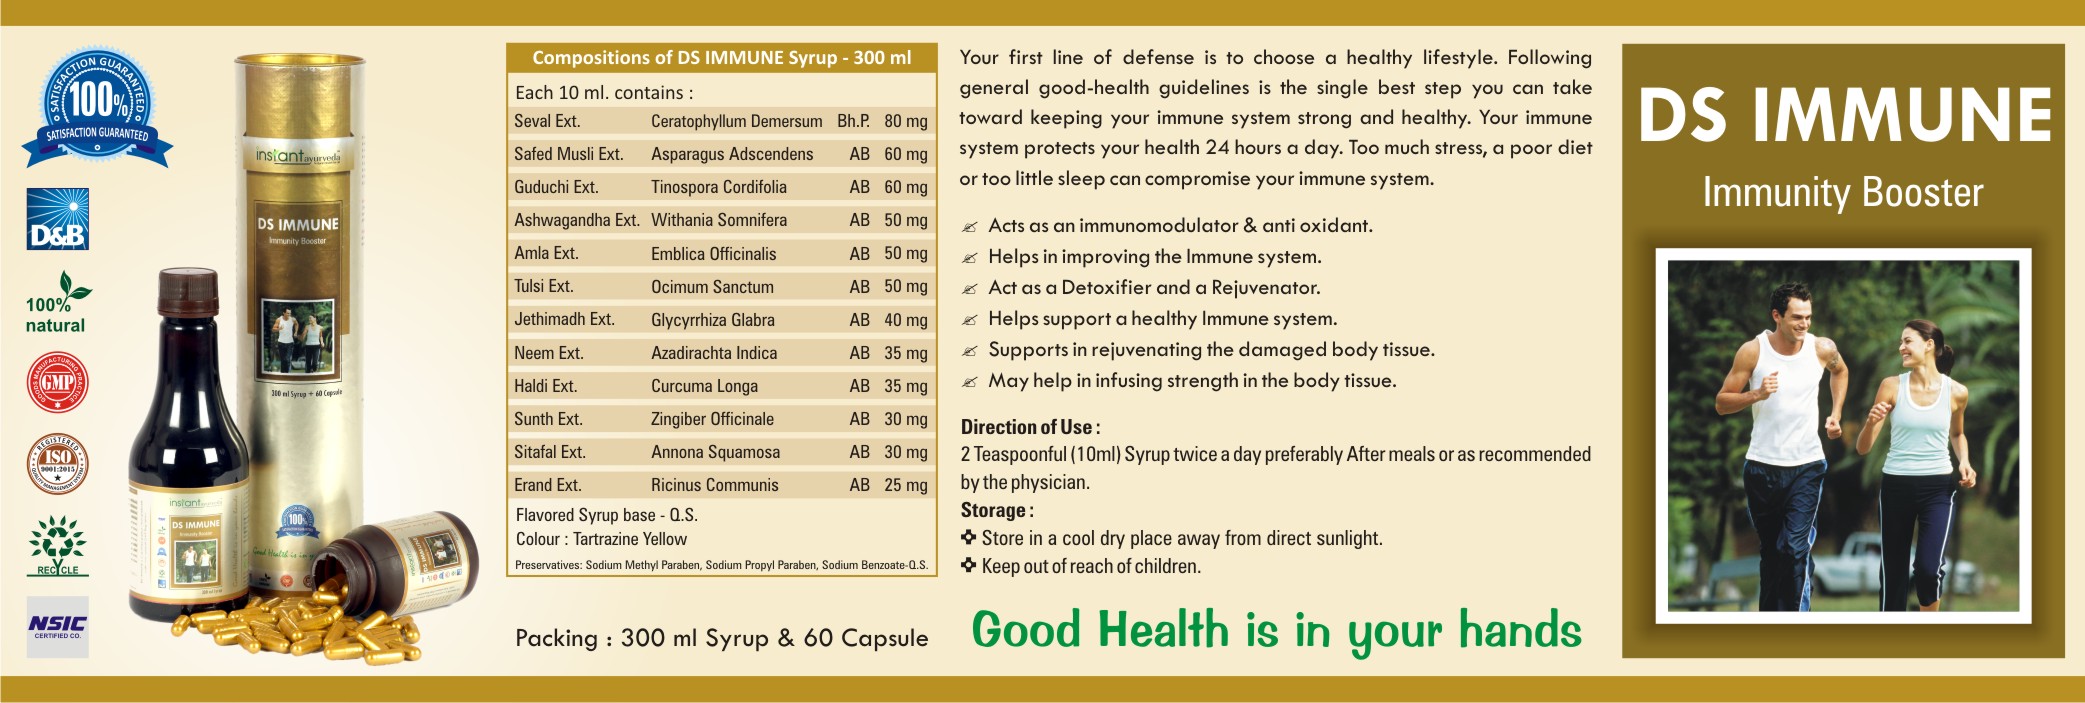 SATISFACTION GUARANTEED
100%
SATISFACTION GUARANTEED
D&B
100%
natural
GOODS MANUFACTURING PRACTICE
GMP
REGISTERED
ISO
9001:2015
QUALITY MANAGEMENT SYSTEM
RECYCLE
NSIC
CERTIFIED CO.
instant ayurveda
DS IMMUNE
Immunity Booster
300 ml Syrup + 60 Capsule
100%
Good Health is in y
instant
DS IMMUNE
Immunity Booster
Compositions of DS IMMUNE Syrup - 300 ml
Each 10 ml. contains :
Seval Ext. Ceratophyllum Demersum Bh.P. 80 mg
Safed Musli Ext. Asparagus Adscendens AB 60 mg
Guduchi Ext. Tinospora Cordifolia AB 60 mg
Ashwagandha Ext. Withania Somnifera AB 50 mg
Amla Ext. Emblica Officinalis AB 50 mg
Tulsi Ext. Ocimum Sanctum AB 50 mg
Jethimadh Ext. Glycyrrhiza Glabra AB 40 mg
Neem Ext. Azadirachta Indica AB 35 mg
Haldi Ext. Curcuma Longa AB 35 mg
Sunth Ext. Zingiber Officinale AB 30 mg
Sitafal Ext. Annona Squamosa AB 30 mg
Erand Ext. Ricinus Communis AB 25 mg
Flavored Syrup base - Q.S.
Colour : Tartrazine Yellow
Preservatives: Sodium Methyl Paraben, Sodium Propyl Paraben, Sodium Benzoate-Q.S.
Packing : 300 ml Syrup & 60 Capsule
Your first line of defense is to choose a healthy lifestyle. Following
general good-health guidelines is the single best step you can take
toward keeping your immune system strong and healthy. Your immune
system protects your health 24 hours a day. Too much stress, a poor diet
or too little sleep can compromise your immune system.
Acts as an immunomodulator & anti oxidant.
Helps in improving the Immune system.
Act as a Detoxifier and a Rejuvenator.
Helps support a healthy Immune system.
Supports in rejuvenating the damaged body tissue.
May help in infusing strength in the body tissue.
Direction of Use :
2 Teaspoonful (10ml) Syrup twice a day preferably After meals or as recommended
by the physician.
Storage :
Store in a cool dry place away from direct sunlight.
Keep out of reach of children.
Good Health is in your hands
DS IMMUNE
Immunity Booster